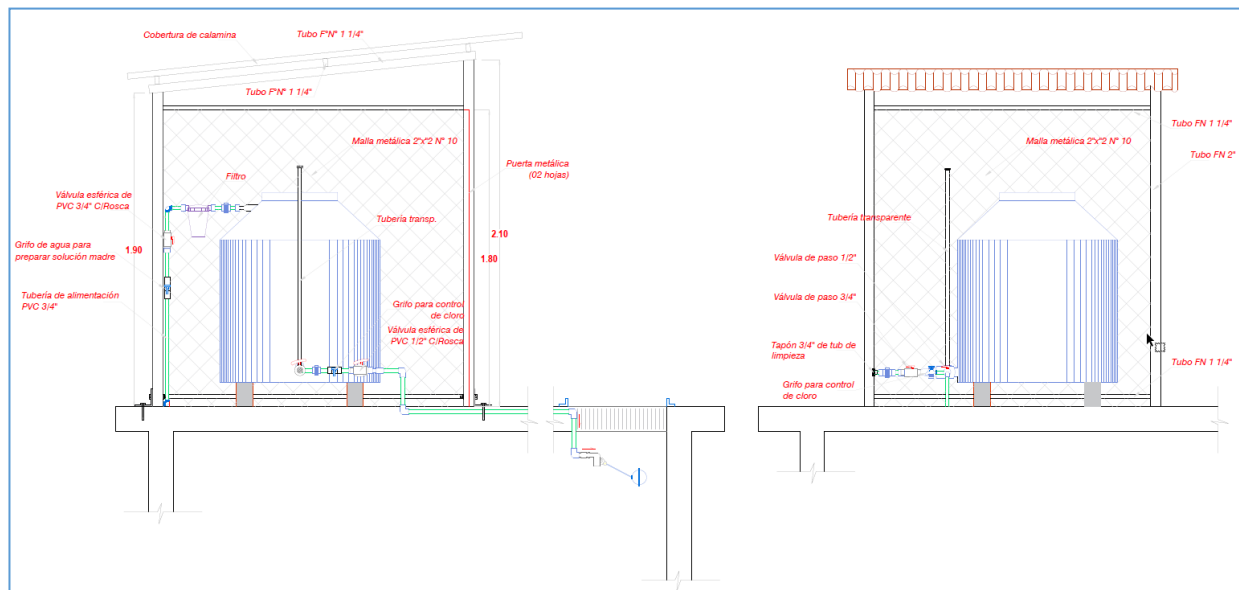 Cobertura de calamina
Tubo F°N° 1 1/4"
Tubo F°N° 1 1/4"
Malla metálica 2"x"2 N° 10
Puerta metálica
(02 hojas)
Filtro
Válvula esférica de
PVC 3/4" C/Rosca
Tubería transp.
1.90
2.10
1.80
Grifo de agua para
preparar solución madre
Tubería de alimentación
PVC 3/4"
Grifo para control
de cloro
Válvula esférica de
PVC 1/2" C/Rosca
Tubo FN 1 1/4"
Malla metálica 2"x"2 N° 10
Tubo FN 2"
Tubería transparente
Válvula de paso 1/2"
Válvula de paso 3/4"
Tapón 3/4" de tub de
limpieza
Tubo FN 1 1/4"
Grifo para control
de cloro